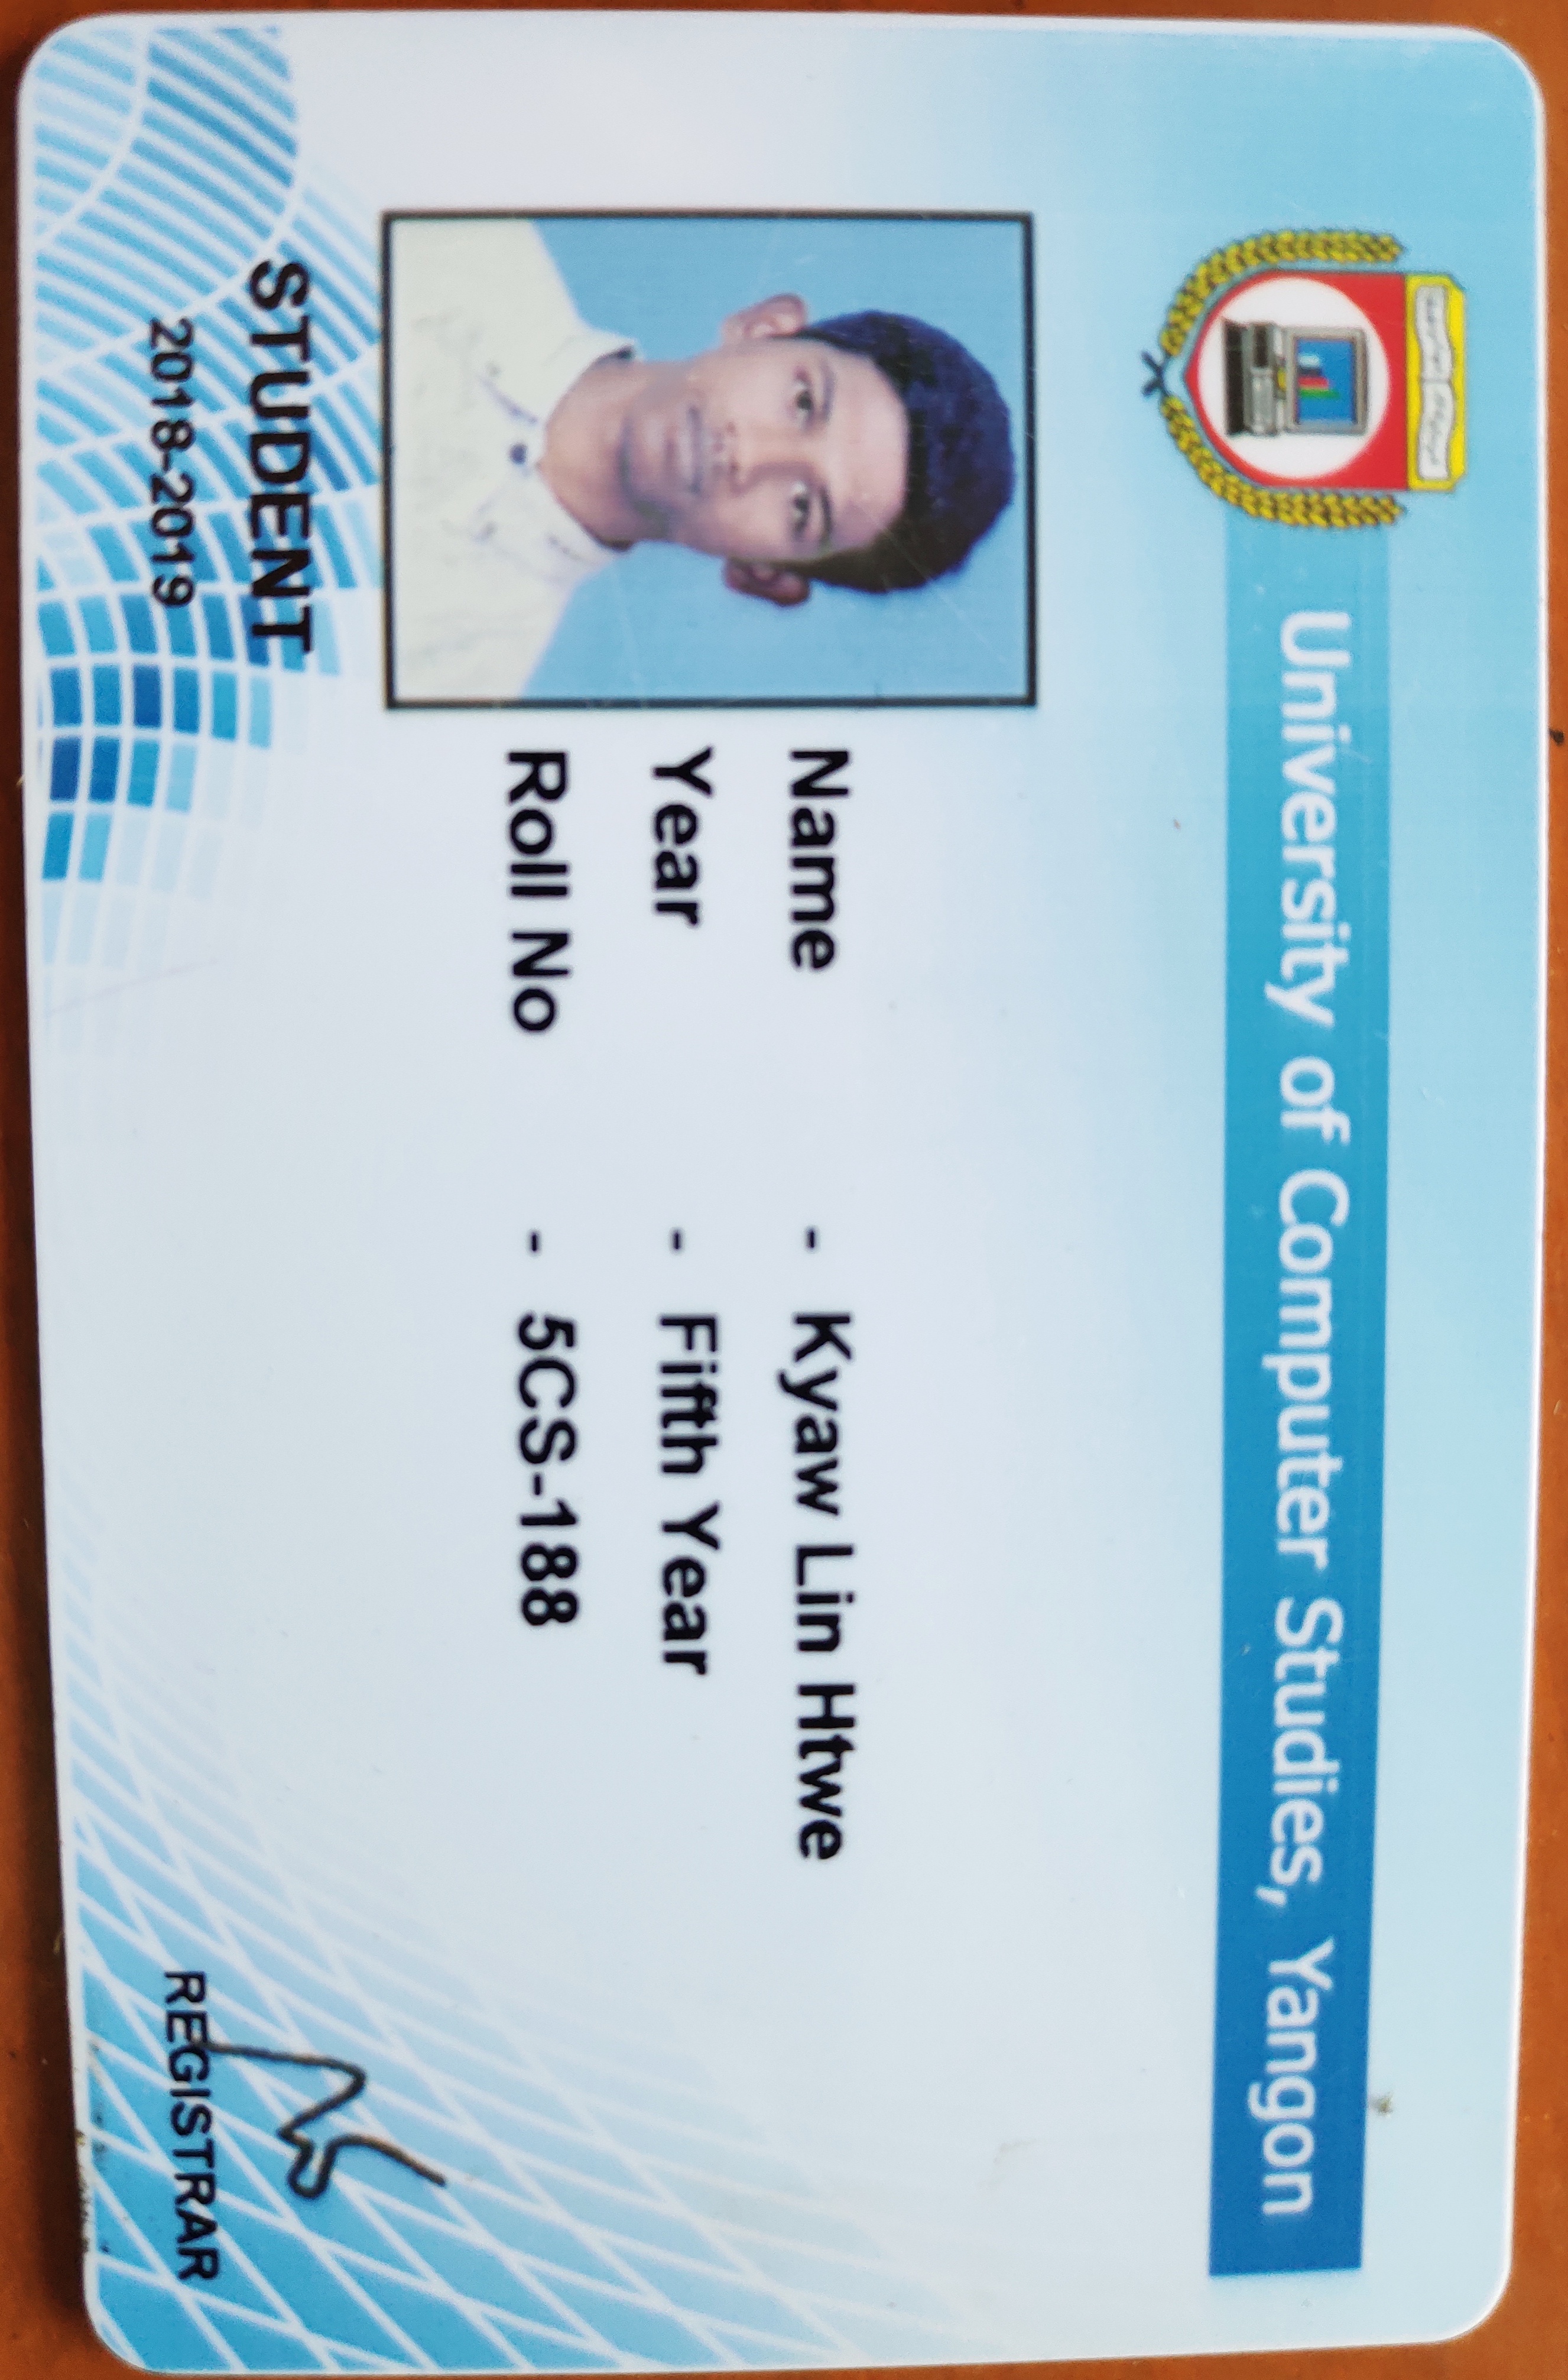 University of Computer Studies, Yangon
Name - Kyaw Lin Htwe
Year - Fifth Year
Roll No - 5CS-188
STUDENT
2018-2019
REGISTRAR